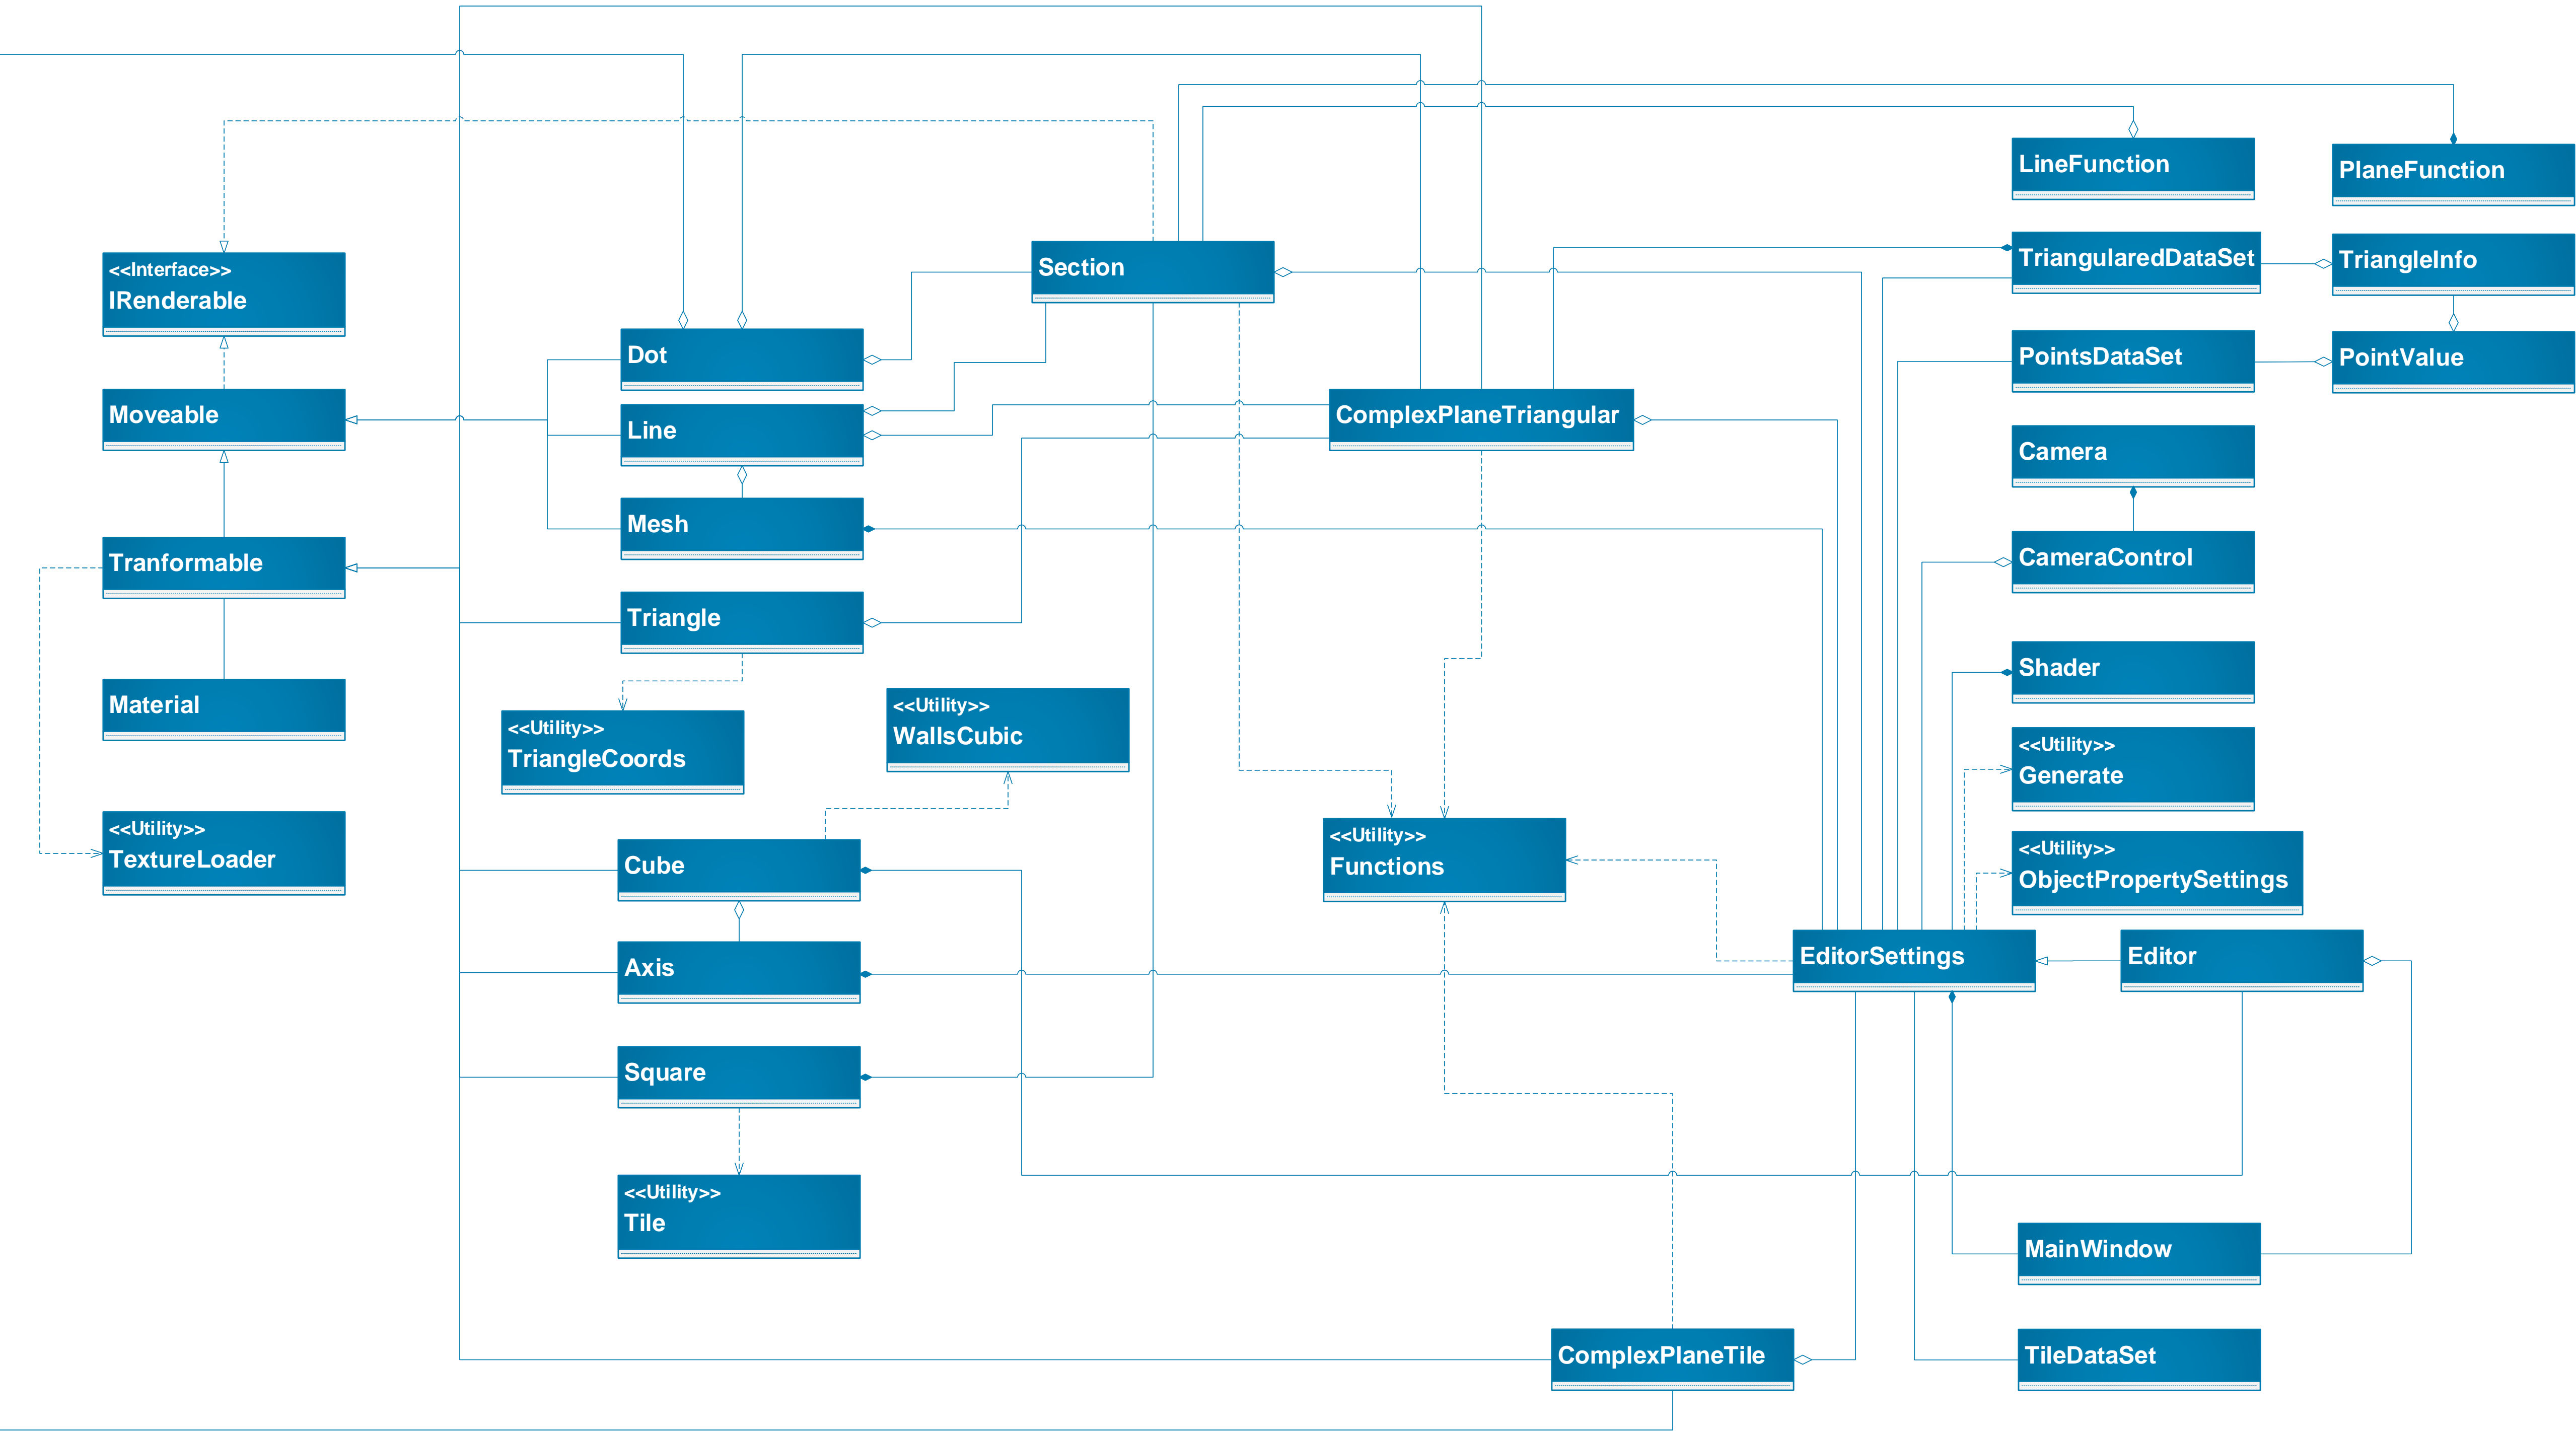 LineFunction
PlaneFunction
<<Interface>>
IRenderable
Section
TriangularedDataSet
TriangleInfo
Dot
PointsDataSet
PointValue
Moveable
Line
ComplexPlaneTriangular
Camera
Mesh
Tranformable
CameraControl
Triangle
Shader
Material
<<Utility>>
TriangleCoords
<<Utility>>
WallsCubic
<<Utility>>
Generate
<<Utility>>
TextureLoader
Cube
<<Utility>>
Functions
<<Utility>>
ObjectPropertySettings
Axis
EditorSettings
Editor
Square
<<Utility>>
Tile
MainWindow
ComplexPlaneTile
TileDataSet